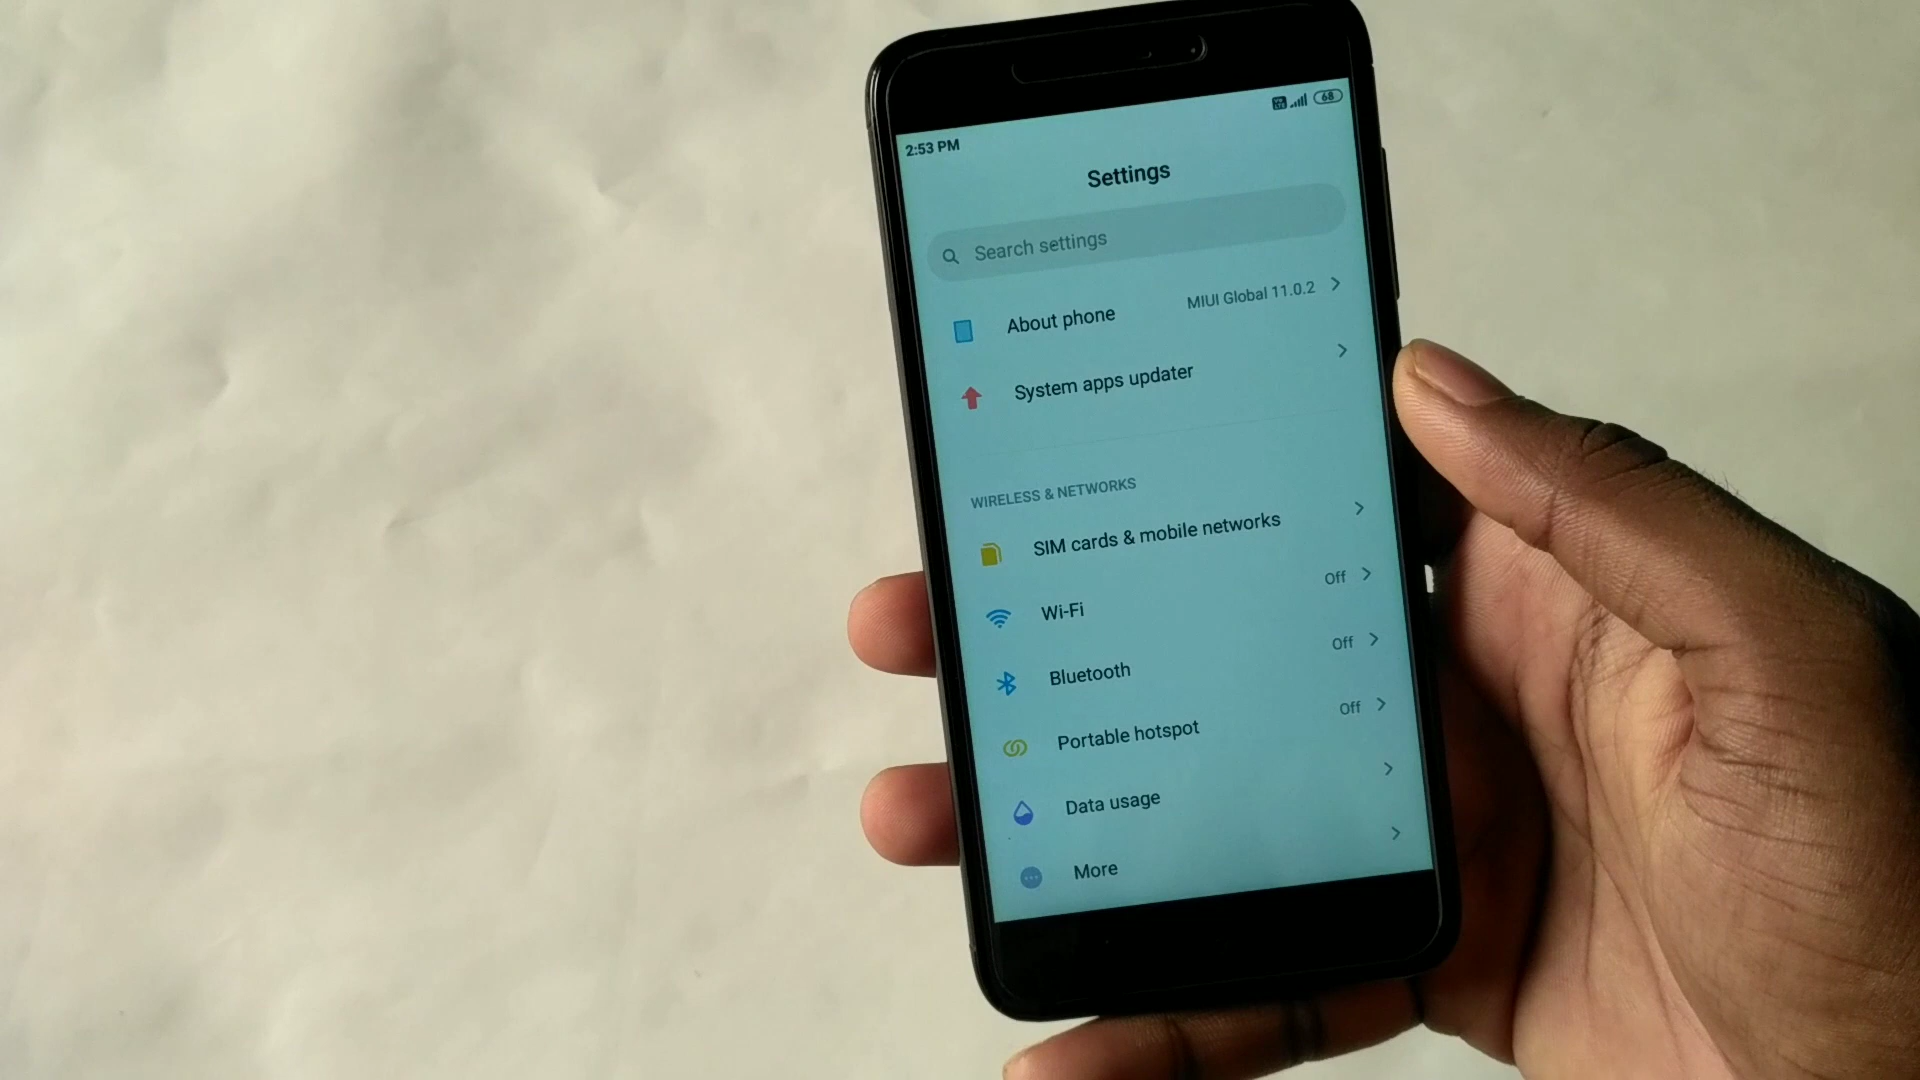 2:53 PM
68
Settings
Search settings
About phone
MIUI Global 11.0.2
System apps updater
WIRELESS & NETWORKS
SIM cards & mobile networks
Wi-Fi
Off
Bluetooth
Off
Portable hotspot
Off
Data usage
More